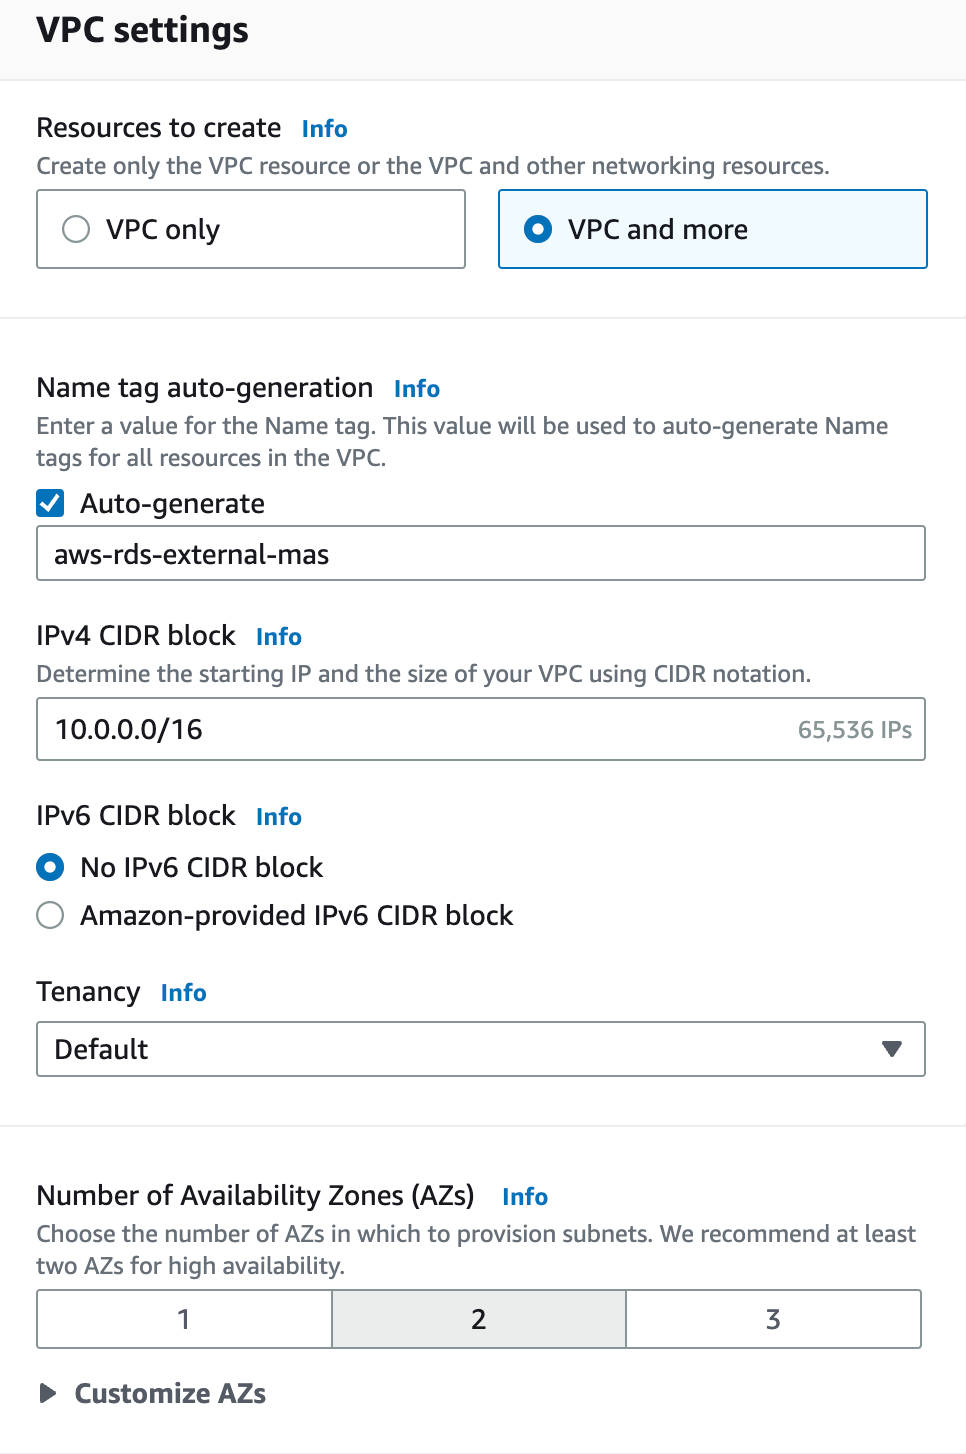 VPC settings
Resources to create Info
Create only the VPC resource or the VPC and other networking resources.
VPC only
VPC and more
Name tag auto-generation Info
Enter a value for the Name tag. This value will be used to auto-generate Name
tags for all resources in the VPC.
Auto-generate
aws-rds-external-mas
IPv4 CIDR block Info
Determine the starting IP and the size of your VPC using CIDR notation.
10.0.0.0/16 65,536 IPs
IPv6 CIDR block Info
No IPv6 CIDR block
Amazon-provided IPv6 CIDR block
Tenancy Info
Default
Number of Availability Zones (AZs) Info
Choose the number of AZs in which to provision subnets. We recommend at least
two AZs for high availability.
1 2 3
Customize AZs